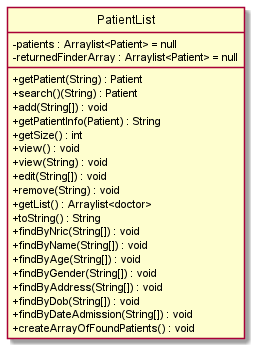 PatientList
-patients : Arraylist<Patient> = null
-returnedFinderArray : Arraylist<Patient> = null
+getPatient(String) : Patient
+search()(String) : Patient
+add(String[]) : void
+getPatientInfo(Patient) : String
+getSize() : int
+view() : void
+view(String) : void
+edit(String[]) : void
+remove(String) : void
+getList() : Arraylist<doctor>
+toString() : String
+findByNric(String[]) : void
+findByName(String[]) : void
+findByAge(String[]) : void
+findByGender(String[]) : void
+findByAddress(String[]) : void
+findByDob(String[]) : void
+findByDateAdmission(String[]) : void
+createArrayOfFoundPatients() : void